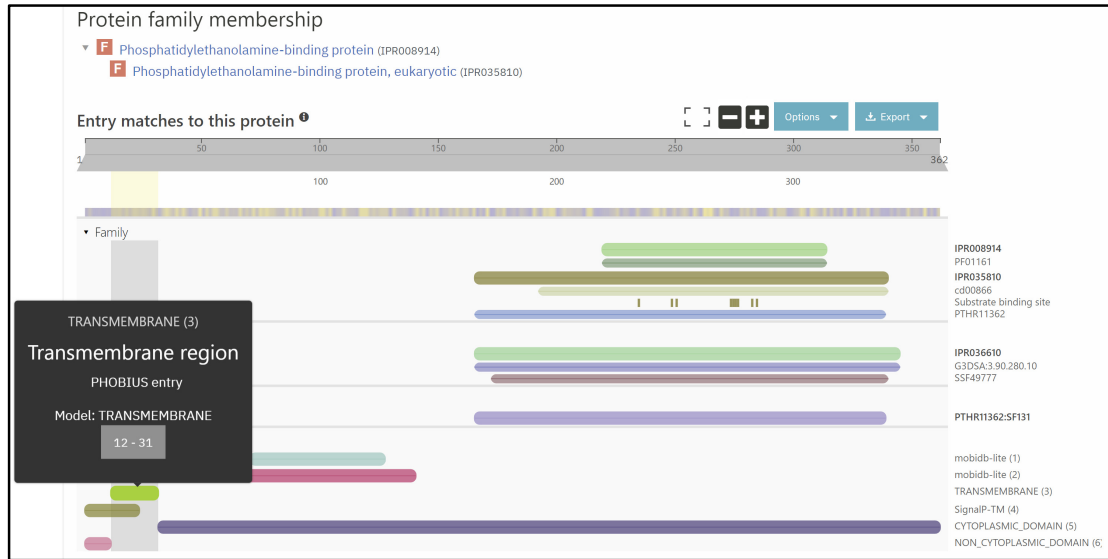 Protein family membership
F Phosphatidylethanolamine-binding protein (IPR008914)
F Phosphatidylethanolamine-binding protein, eukaryotic (IPR035810)
Entry matches to this protein i
Options
Export
50 100 150 200 250 300 350
1 362
100 200 300
Family
IPR008914
PF01161
IPR035810
cd00866
Substrate binding site
PTHR11362
IPR036610
G3DSA:3.90.280.10
SSF49777
PTHR11362:SF131
mobidb-lite (1)
mobidb-lite (2)
TRANSMEMBRANE (3)
SignalP-TM (4)
CYTOPLASMIC_DOMAIN (5)
NON_CYTOPLASMIC_DOMAIN (6)
TRANSMEMBRANE (3)
Transmembrane region
PHOBIUS entry
Model: TRANSMEMBRANE
12 - 31